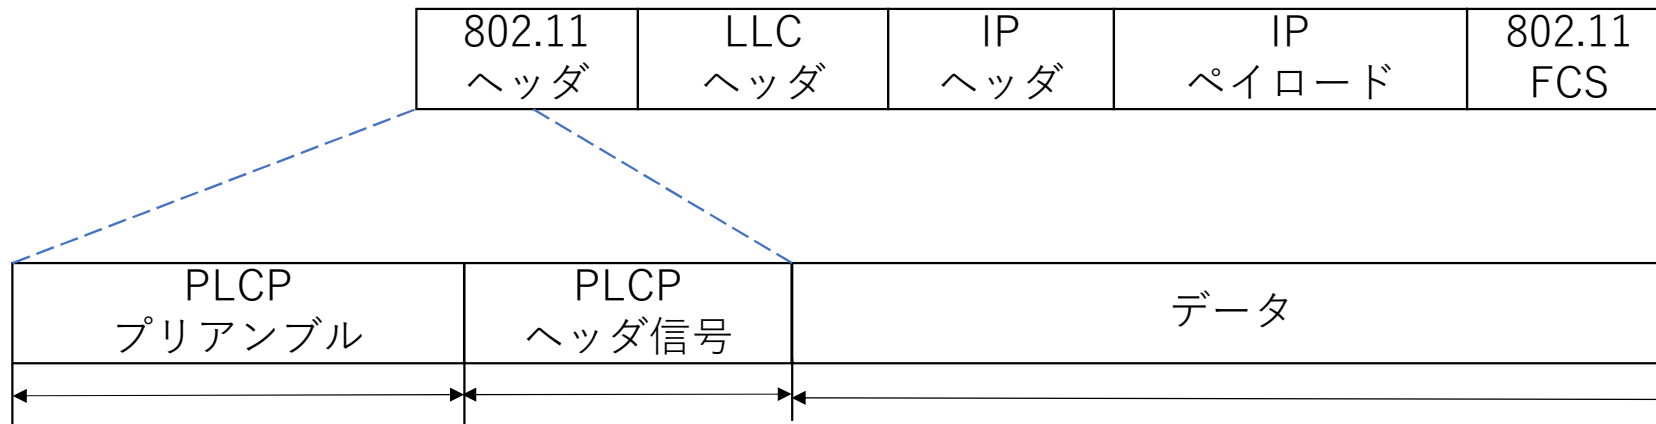 802.11
ヘッダ
LLC
ヘッダ
IP
ヘッダ
IP
ペイロード
802.11
FCS
PLCP
プリアンブル
PLCP
ヘッダ信号
データ